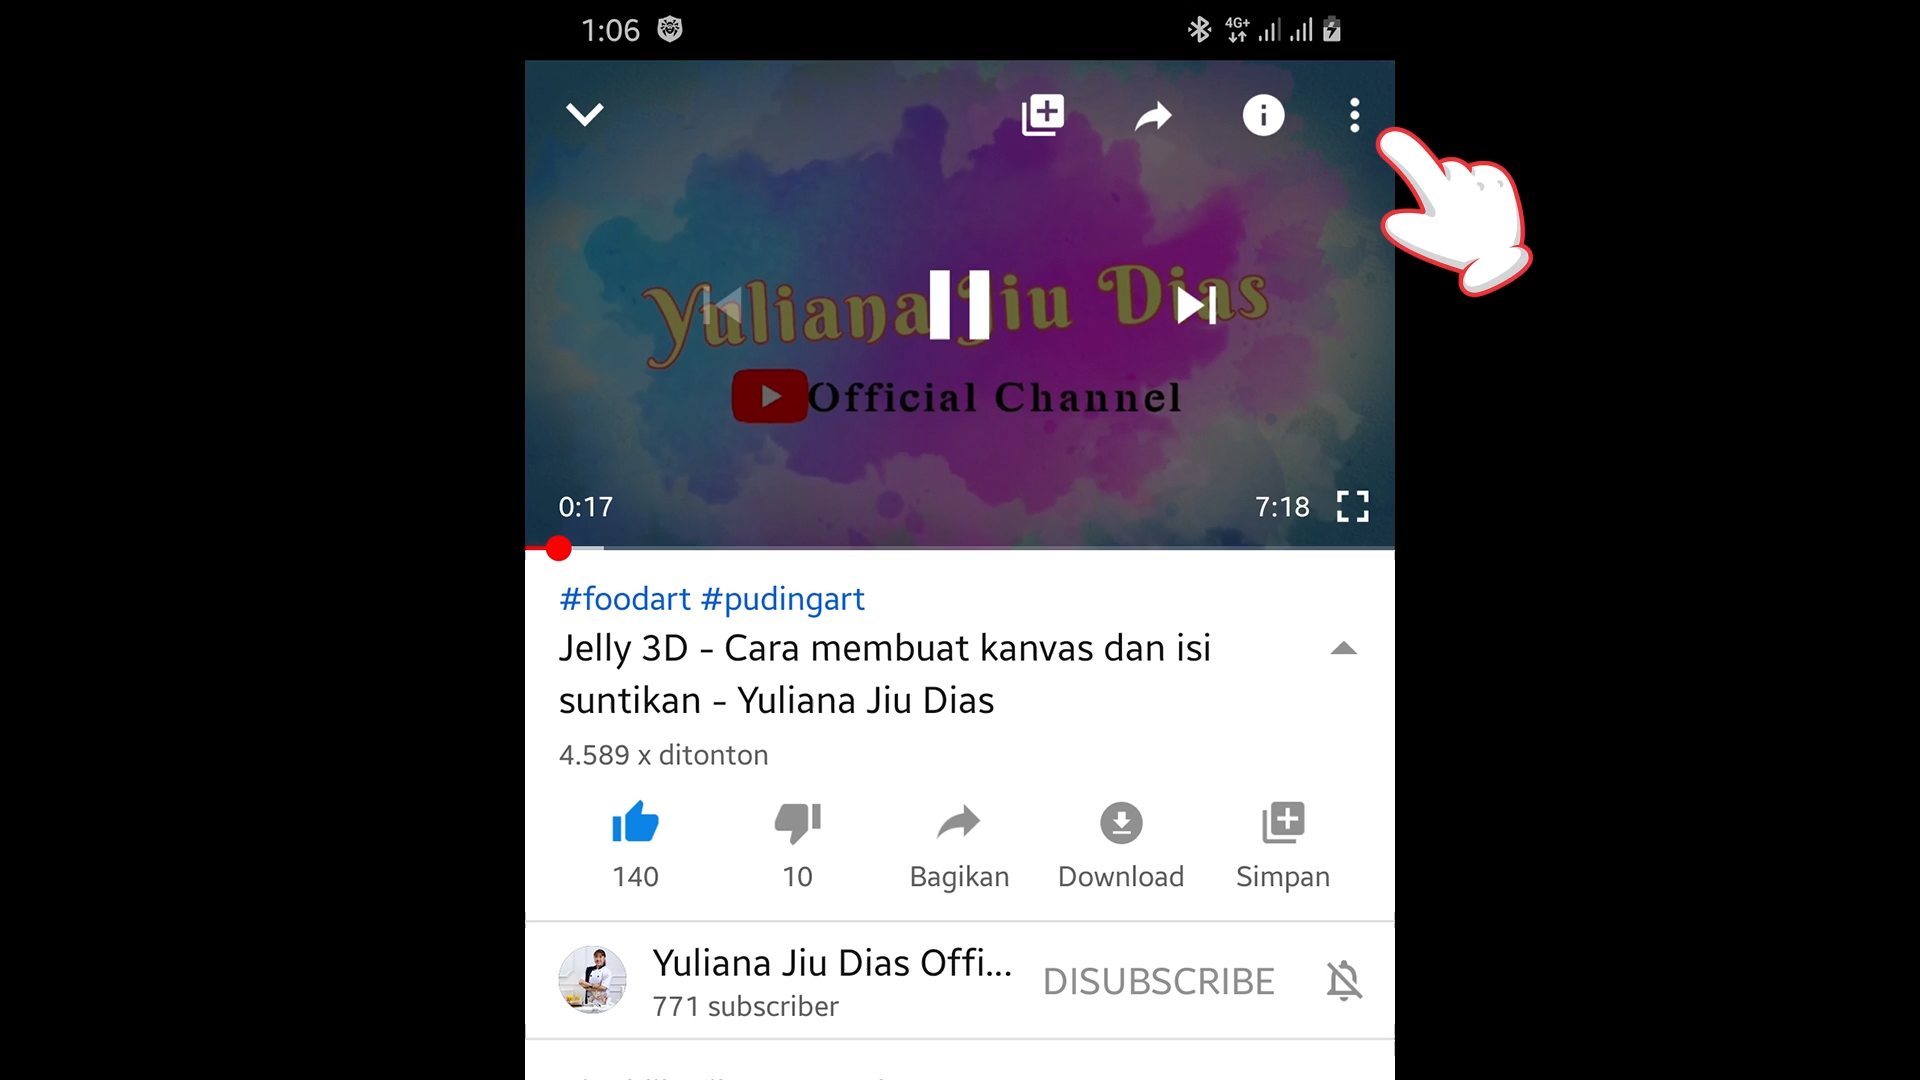 1:06
4G+
Yuliana Jiu Dias
Official Channel
0:17
7:18
#foodart #pudingart
Jelly 3D - Cara membuat kanvas dan isi
suntikan - Yuliana Jiu Dias
4.589 x ditonton
140
10
Bagikan
Download
Simpan
Yuliana Jiu Dias Offi...
DISUBSCRIBE
771 subscriber